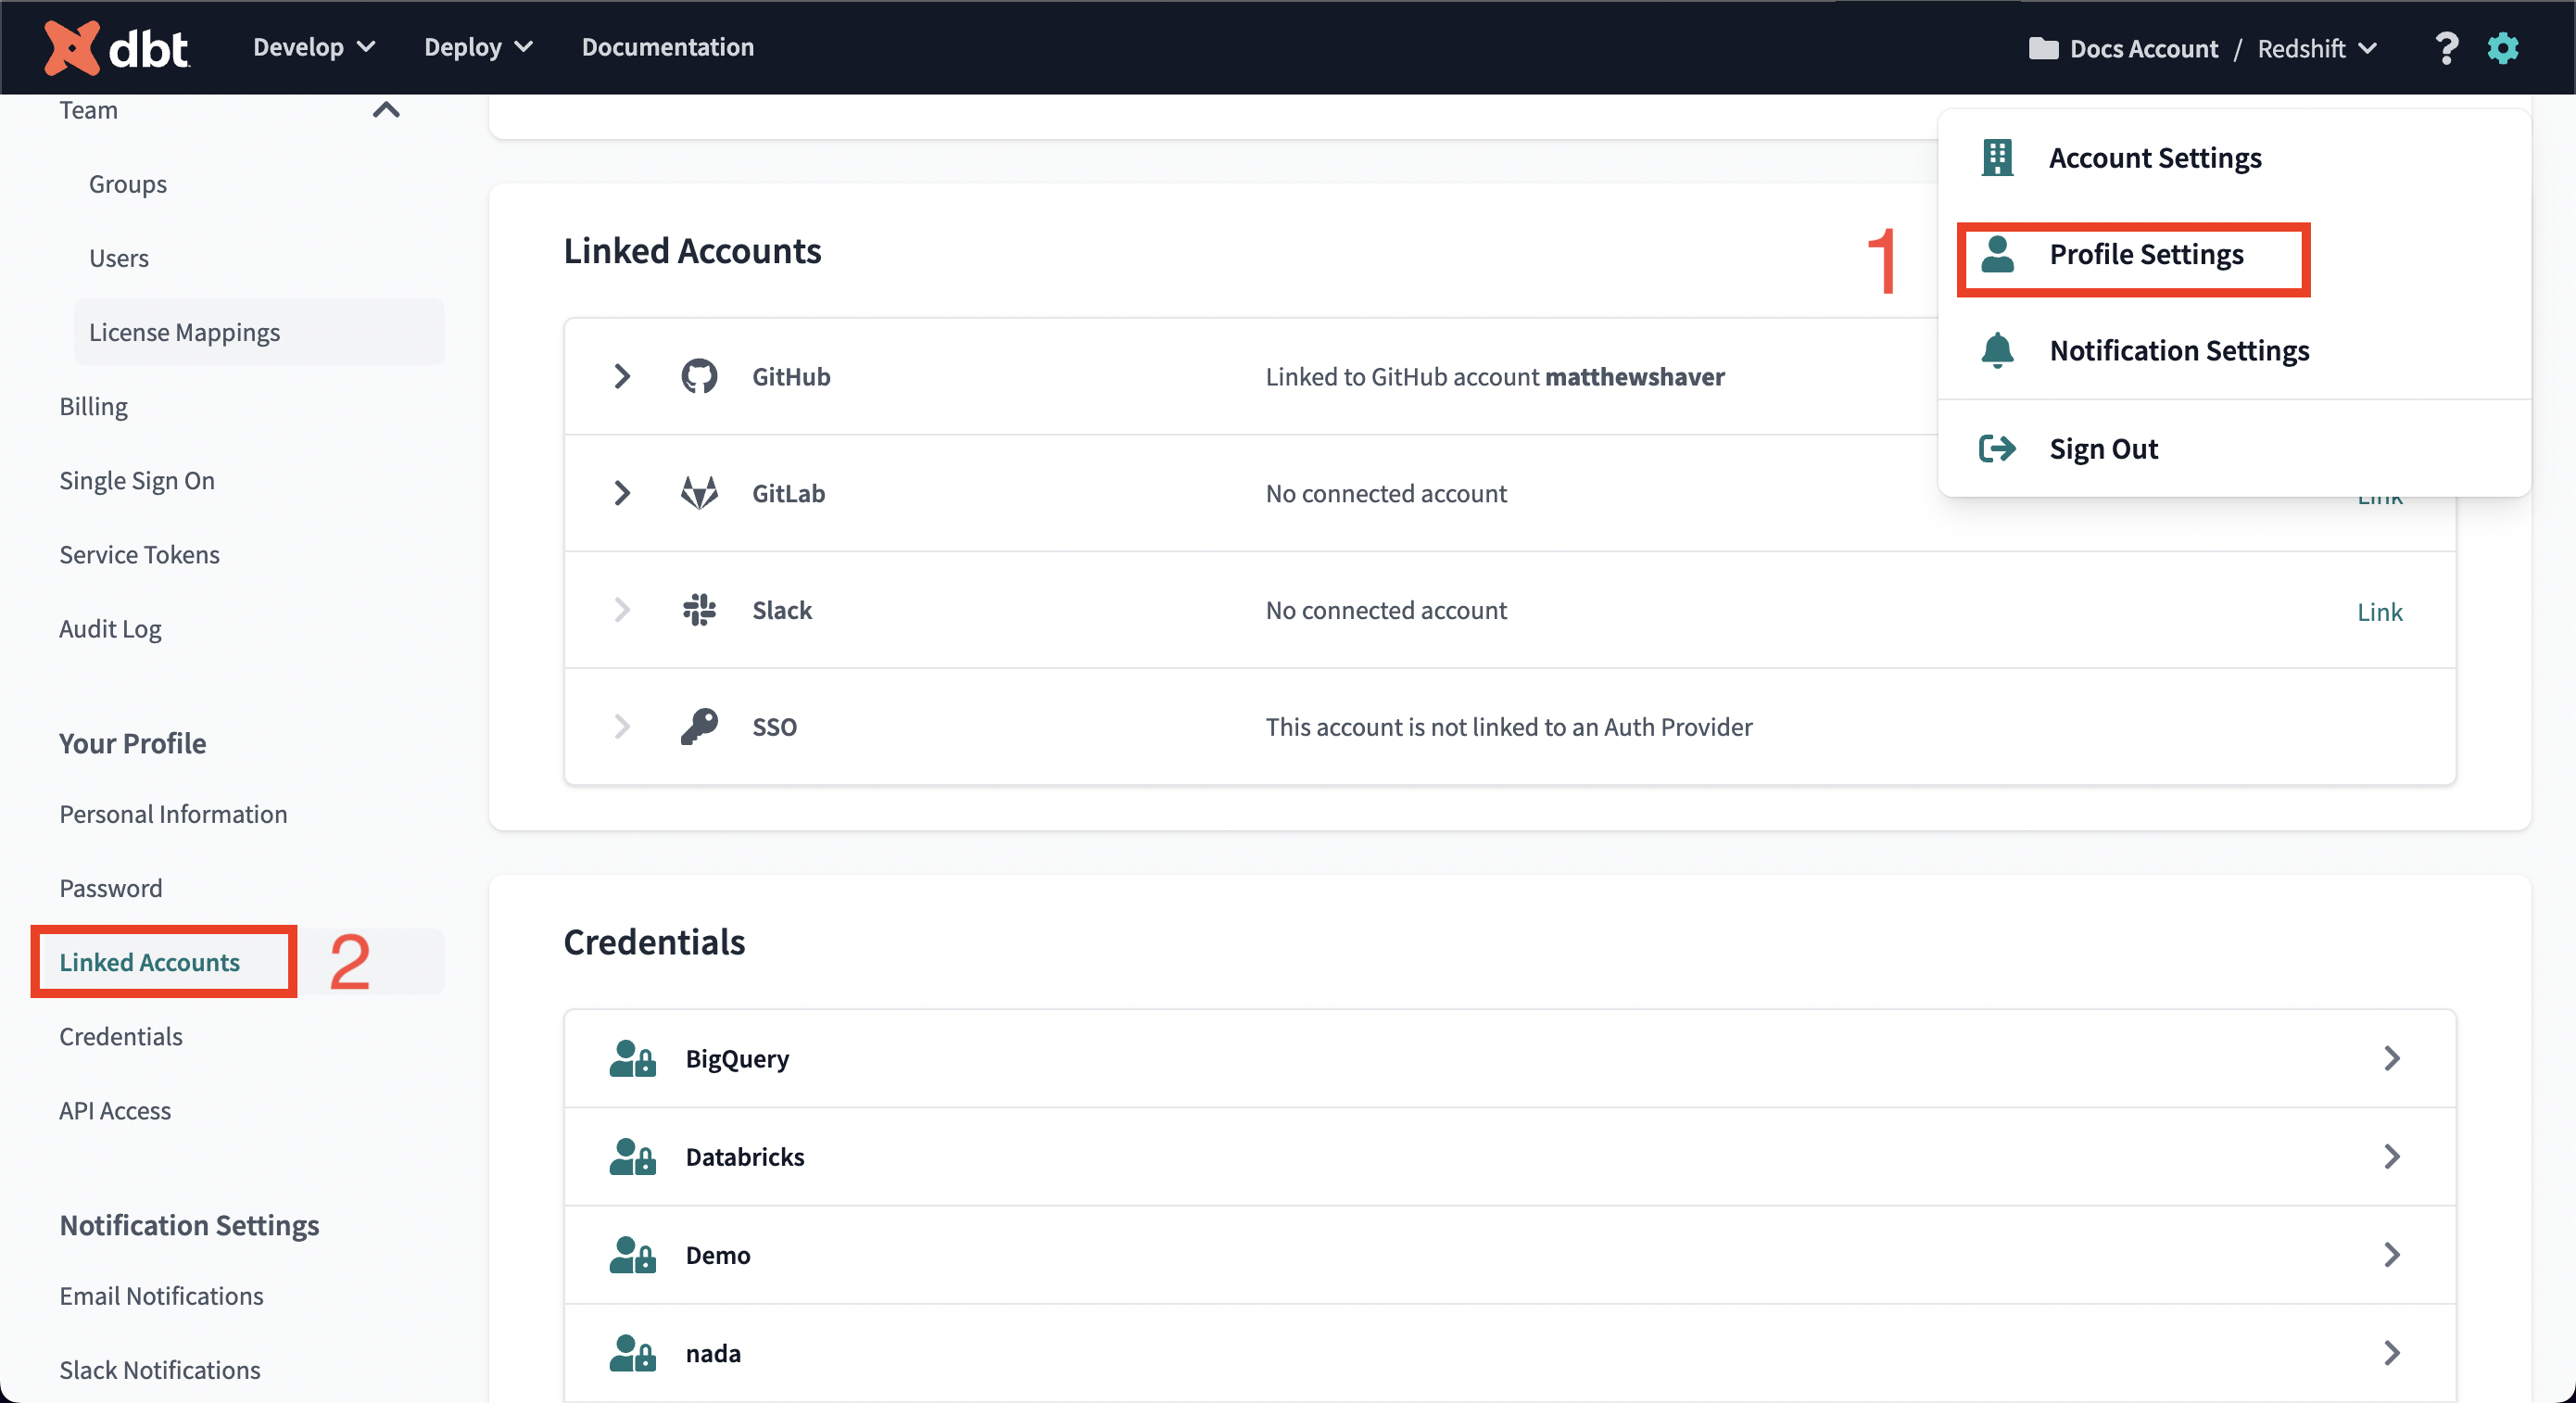 dbt
Develop
Deploy
Documentation
Docs Account / Redshift
?
Team
Groups
Users
License Mappings
Billing
Single Sign On
Service Tokens
Audit Log
Your Profile
Personal Information
Password
Linked Accounts
2
Credentials
API Access
Notification Settings
Email Notifications
Slack Notifications
Linked Accounts
1
GitHub
Linked to GitHub account matthewshaver
GitLab
No connected account
Link
Slack
No connected account
Link
SSO
This account is not linked to an Auth Provider
Credentials
BigQuery
Databricks
Demo
nada
Account Settings
Profile Settings
Notification Settings
Sign Out